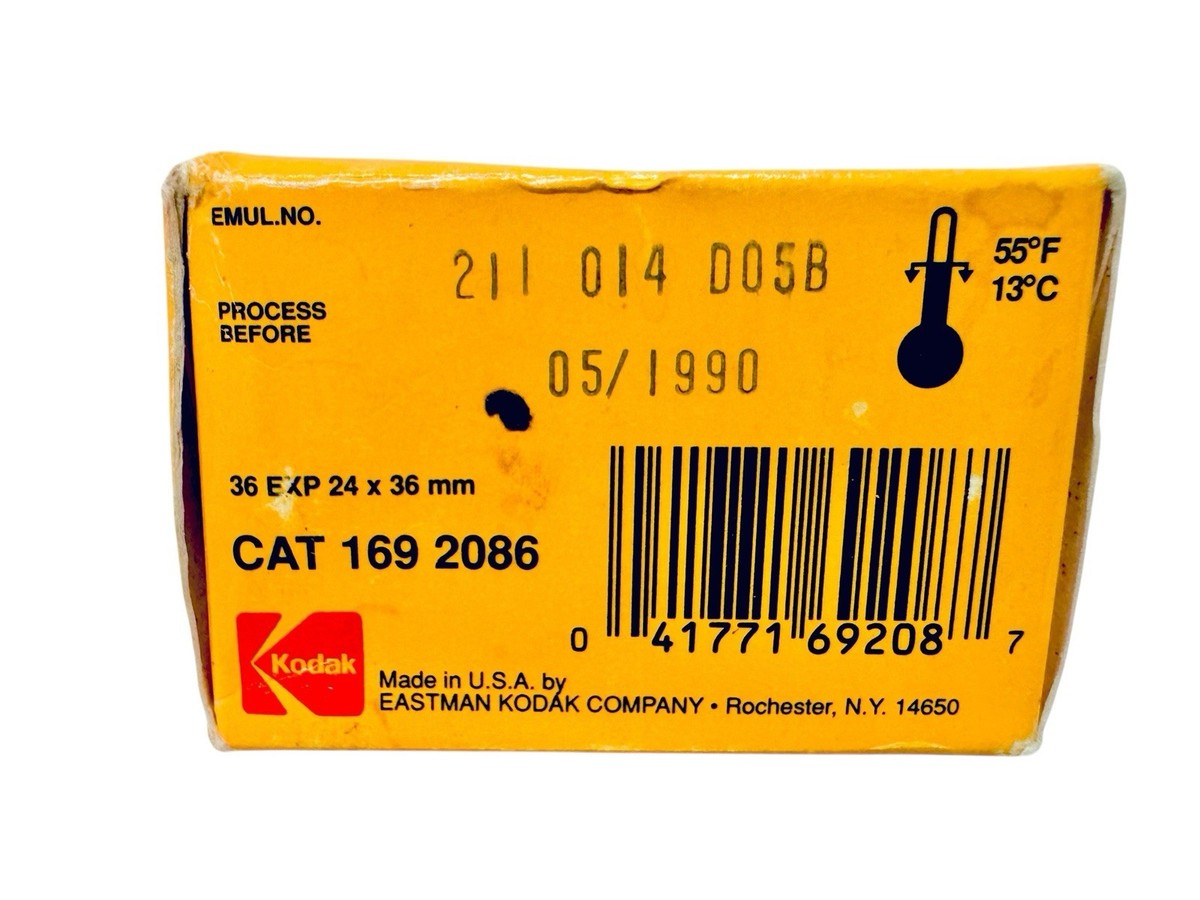 EMUL.NO.
211 014 D05B
55°F
13°C
PROCESS
BEFORE
05/1990
36 EXP 24 x 36 mm
CAT 169 2086
0 41771 69208 7
Kodak
Made in U.S.A. by
EASTMAN KODAK COMPANY • Rochester, N.Y. 14650